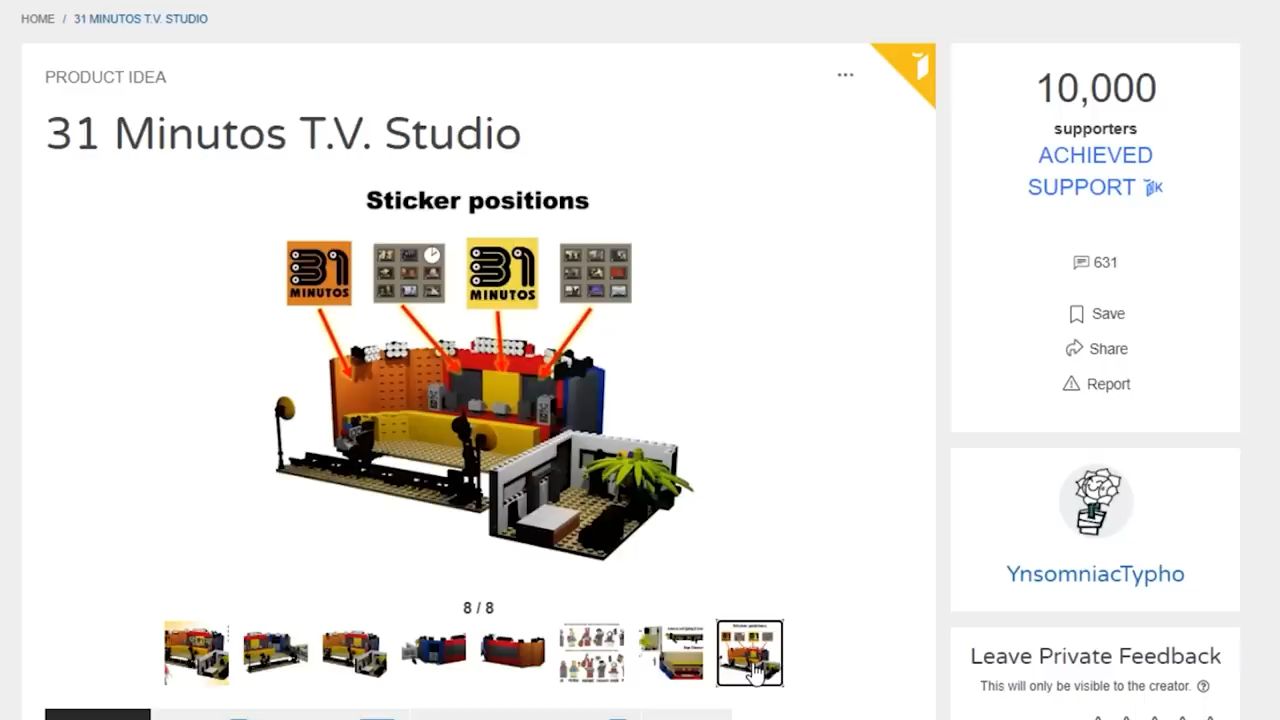 HOME / 31 MINUTOS T.V. STUDIO
PRODUCT IDEA
31 Minutos T.V. Studio
Sticker positions
31 MINUTOS
31 MINUTOS
8 / 8
10,000
supporters
ACHIEVED
SUPPORT
631
Save
Share
Report
YnsomniacTypho
Leave Private Feedback
This will only be visible to the creator.